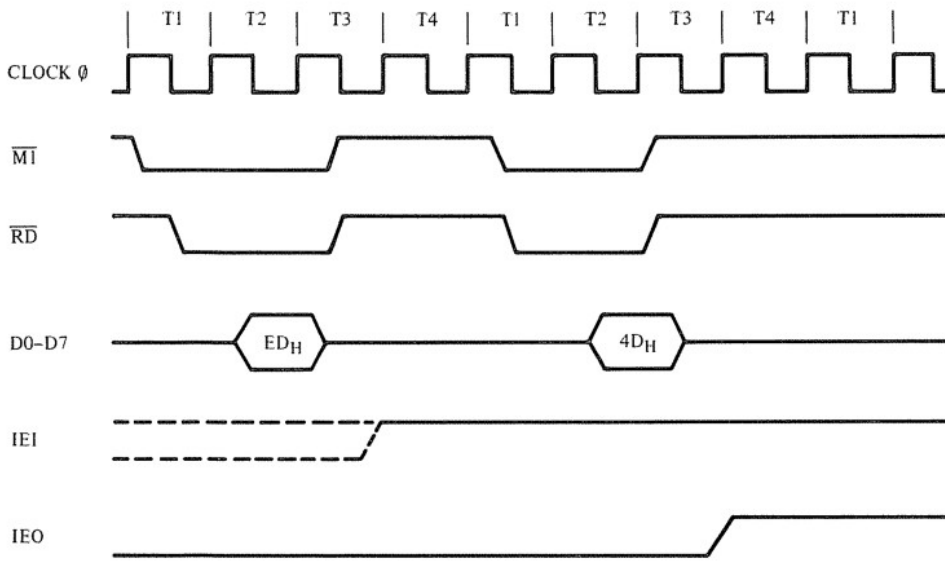 T1 T2 T3 T4 T1 T2 T3 T4 T1
CLOCK ϕ
M1
RD
D0-D7 EDH 4DH
IEI
IEO